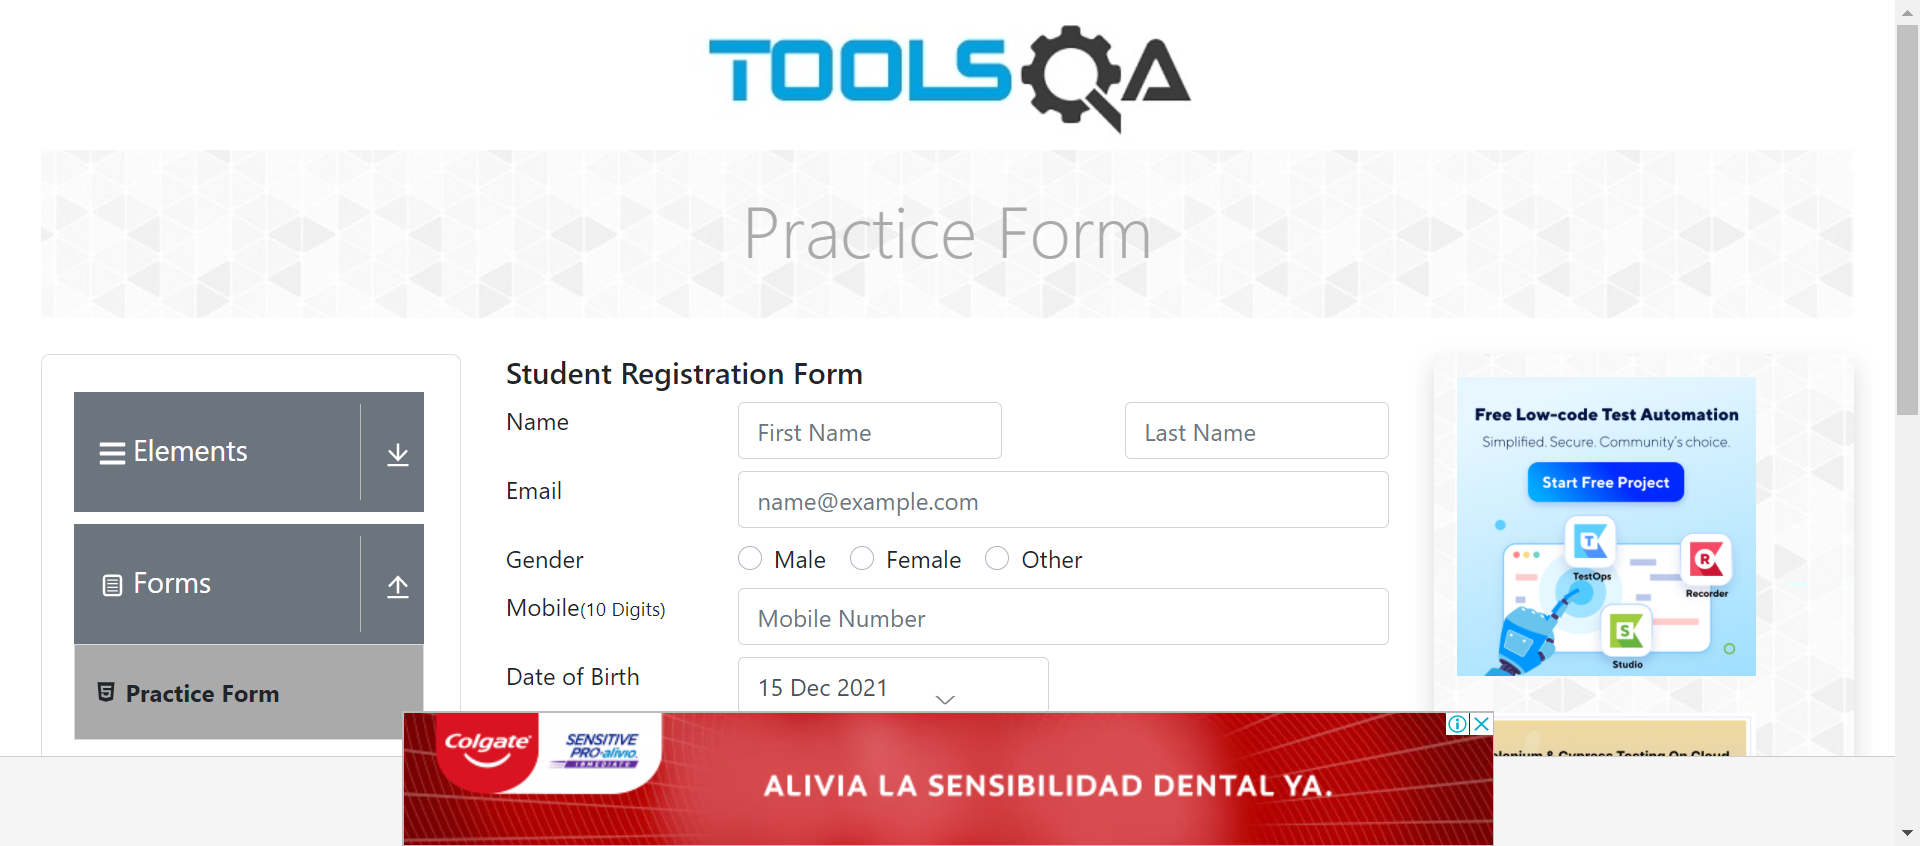 TOOLSQA
Practice Form
Elements
Forms
Practice Form
Student Registration Form
Name
First Name
Last Name
Email
name@example.com
Gender
Male
Female
Other
Mobile(10 Digits)
Mobile Number
Date of Birth
15 Dec 2021
Free Low-code Test Automation
Simplified. Secure. Community's choice.
Start Free Project
TestOps
Recorder
Studio
Cypress Testing On Cloud
Colgate
SENSITIVE
PRO-alivio
INMEDIATO
ALIVIA LA SENSIBILIDAD DENTAL YA.